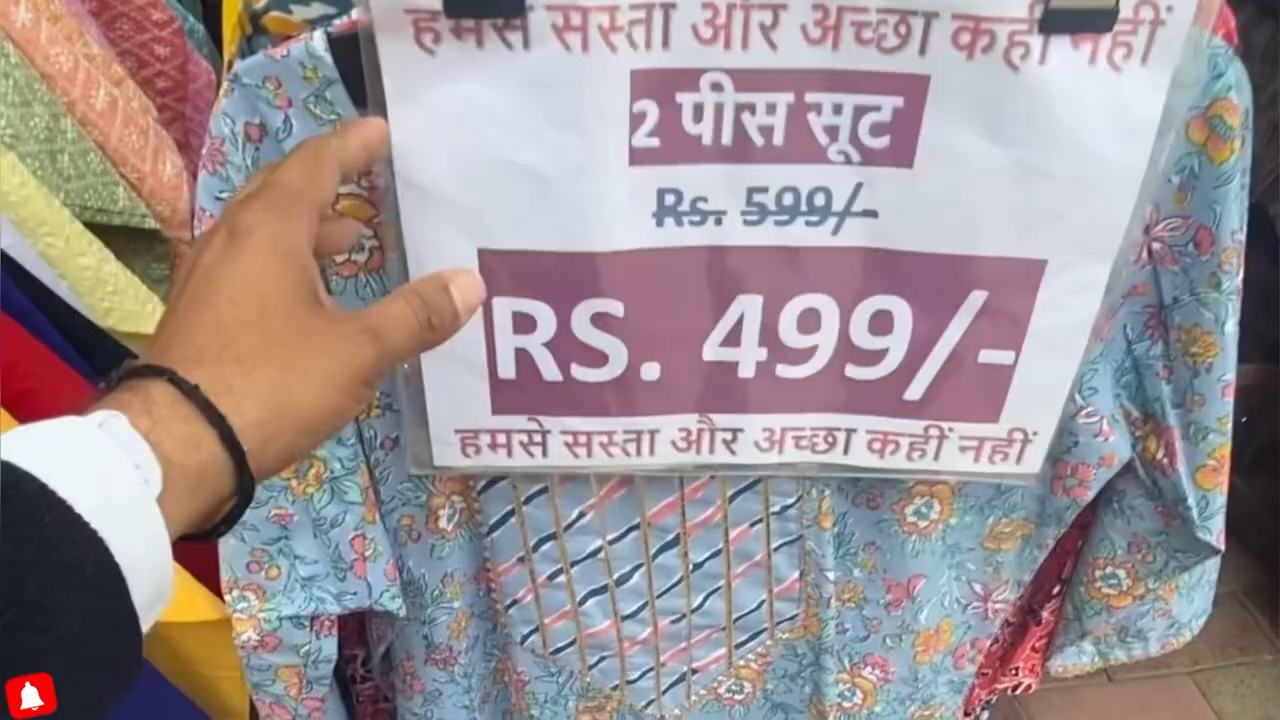 हमसे सस्ता और अच्छा कहीं नहीं
2 पीस सूट
Rs. 599/-
RS. 499/-
हमसे सस्ता और अच्छा कहीं नहीं